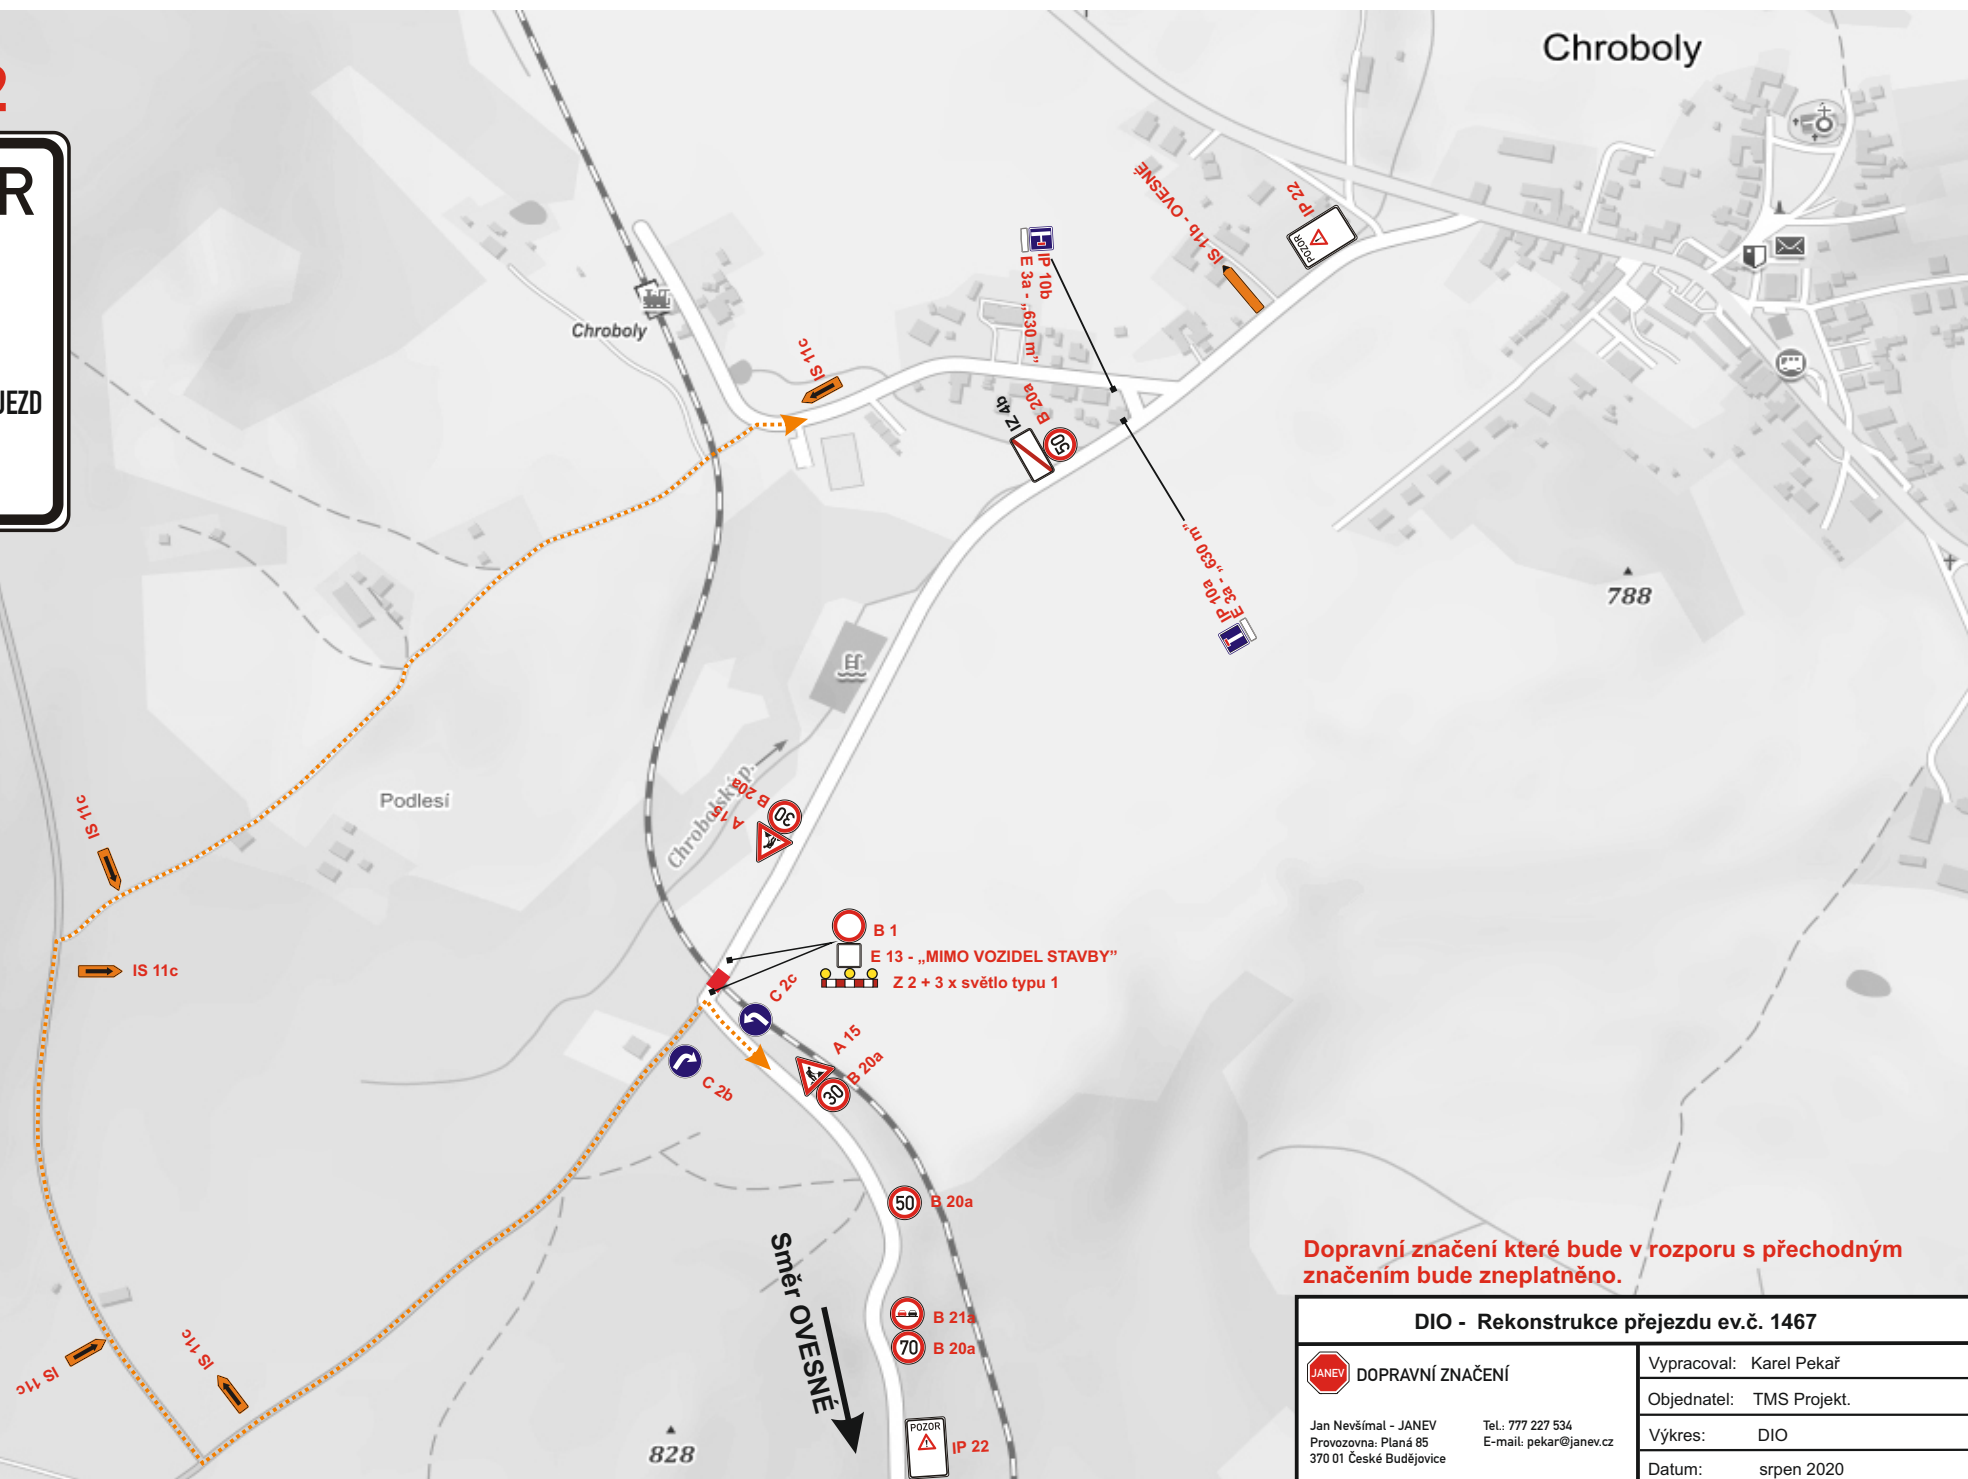 2
R
JEZD
Chroboly
IP 22
POZOR
IS 11b - OVESNÉ
IP 10b
E 3a - „630 m”
Chroboly
IS 11c
B 20a
IZ 4b
50
E 3a - „630 m”
IP 10a
788
Podlesí
IS 11c
Chrobolský p.
B 20a
A 15
30
B 1
E 13 - „MIMO VOZIDEL STAVBY”
Z 2 + 3 x světlo typu 1
IS 11c
C 2c
C 2b
A 15
B 20a
30
50
B 20a
Směr OVESNÉ
B 21a
70
B 20a
IS 11c
IS 11c
828
POZOR
IP 22
Dopravní značení které bude v rozporu s přechodným
značením bude zneplatněno.
DIO - Rekonstrukce přejezdu ev.č. 1467
JANEV
DOPRAVNÍ ZNAČENÍ
Jan Nevšímal - JANEV
Provozovna: Planá 85
370 01 České Budějovice
Tel.: 777 227 534
E-mail: pekar@janev.cz
Vypracoval: Karel Pekař
Objednatel: TMS Projekt.
Výkres: DIO
Datum: srpen 2020